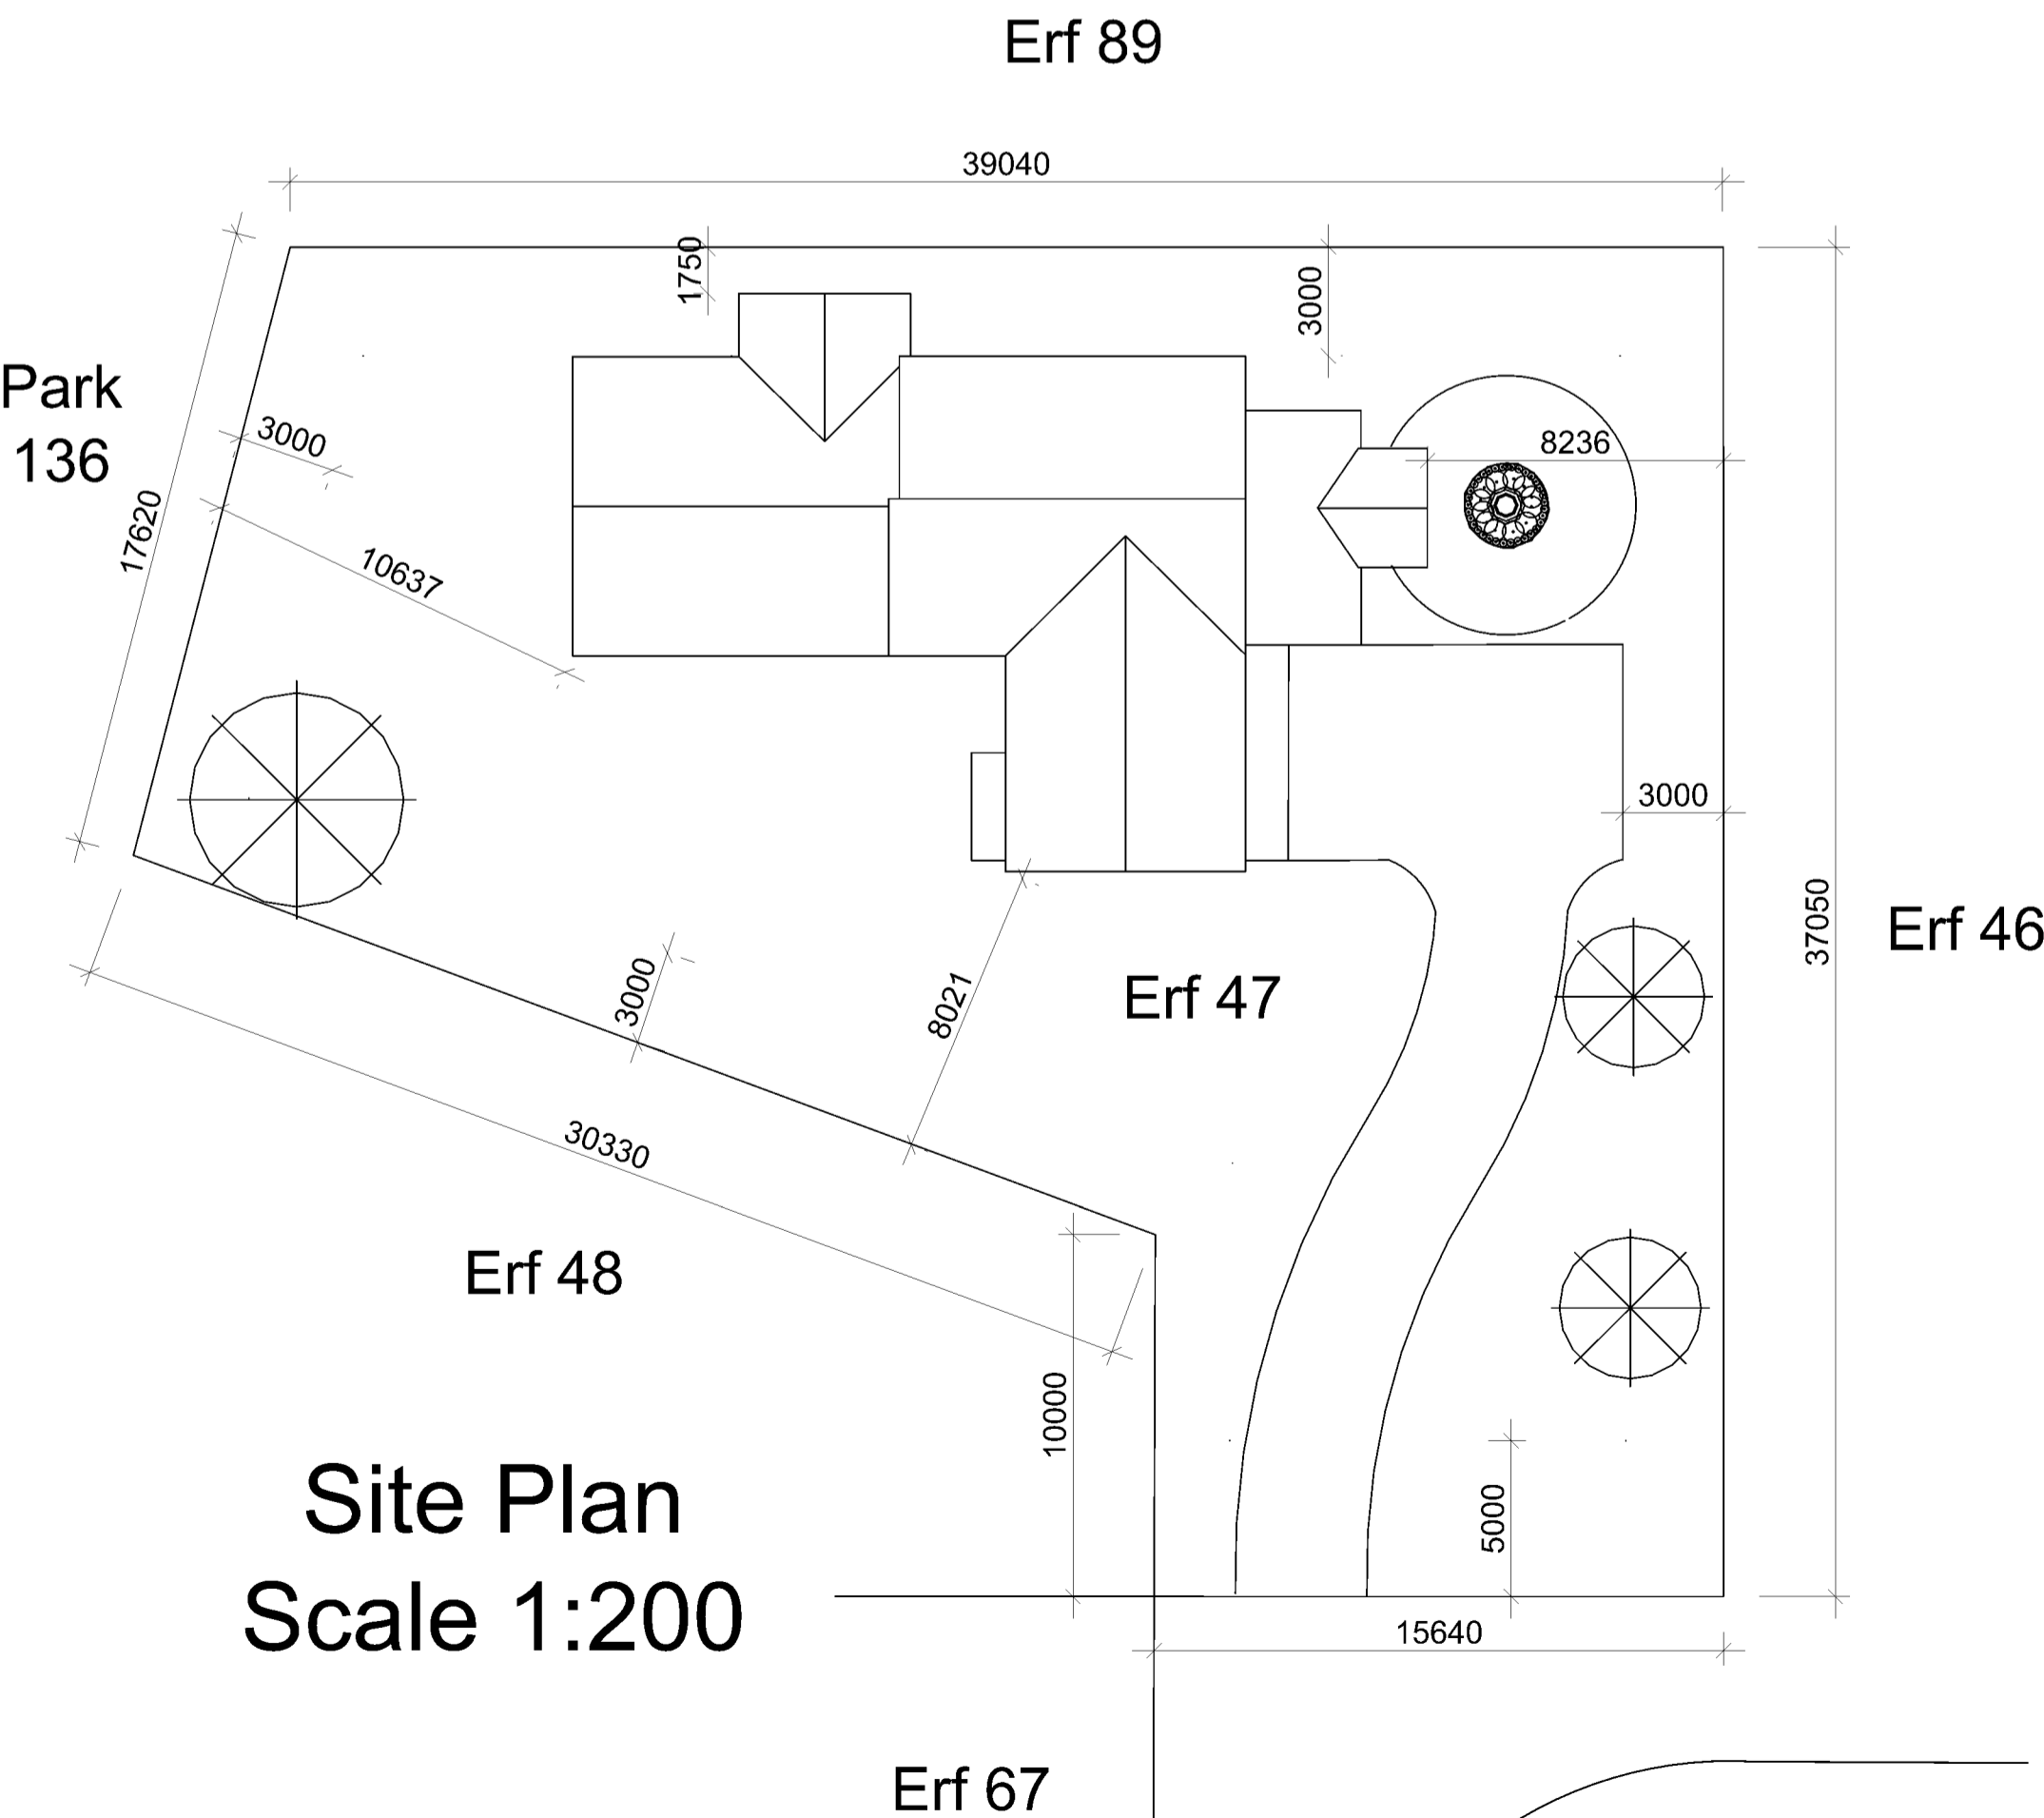 Erf 89
39040
1750
3000
Park
136
3000
8236
17620
10637
3000
37050
Erf 46
3000
8021
Erf 47
30330
Erf 48
10000
5000
Site Plan
Scale 1:200
15640
Erf 67